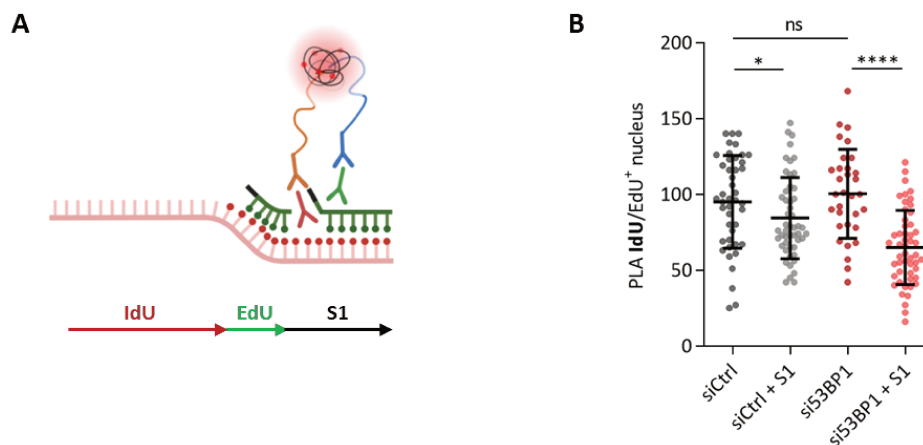 A
IdU
EdU
S1
B
ns
*
****
PLA IdU/EdU⁺ nucleus
200
150
100
50
0
siCtrl
siCtrl + S1
si53BP1
si53BP1 + S1